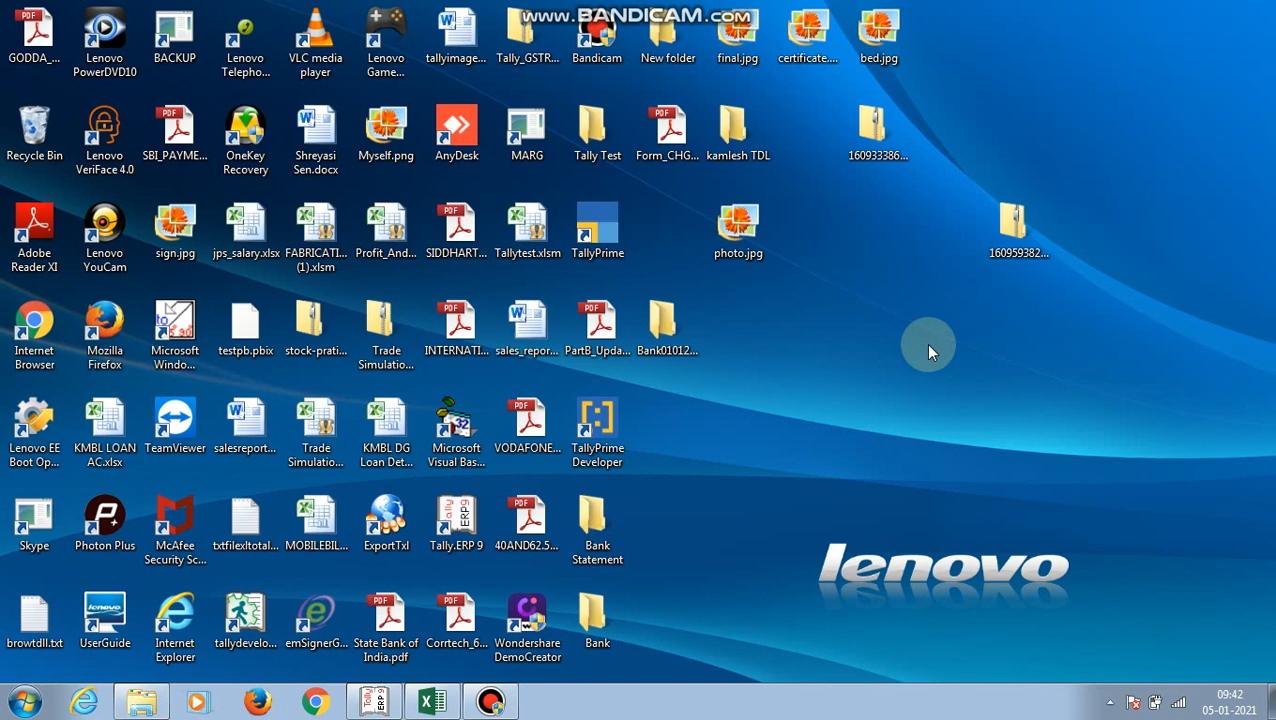 www.BANDICAM.com
GODDA_...
Lenovo PowerDVD10
BACKUP
Lenovo Telepho...
VLC media player
Lenovo Game...
tallyimage...
Tally_GSTR...
Bandicam
New folder
final.jpg
certificate....
bed.jpg
Recycle Bin
Lenovo VeriFace 4.0
SBI_PAYME...
OneKey Recovery
Shreyasi Sen.docx
Myself.png
AnyDesk
MARG
Tally Test
Form_CHG...
kamlesh TDL
160933386...
Adobe Reader XI
Lenovo YouCam
sign.jpg
jps_salary.xlsx
FABRICATI... (1).xlsm
Profit_And...
SIDDHART...
Tallytest.xlsm
TallyPrime
photo.jpg
160959382...
Internet Browser
Mozilla Firefox
Microsoft Windo...
testpb.pbix
stock-prati...
Trade Simulatio...
INTERNATI...
sales_repor...
PartB_Upda...
Bank01012...
Lenovo EE Boot Op...
KMBL LOAN AC.xlsx
TeamViewer
salesreport...
Trade Simulatio...
KMBL DG Loan Det...
Microsoft Visual Bas...
VODAFONE...
TallyPrime Developer
Skype
Photon Plus
McAfee Security Sc...
txtfilexltotal...
MOBILEBIL...
ExportTxl
Tally.ERP 9
40AND62.5...
Bank Statement
lenovo
browtdll.txt
UserGuide
Internet Explorer
tallydevelo...
emSignerG...
State Bank of India.pdf
Corrtech_6...
Wondershare DemoCreator
Bank
09:42
05-01-2021